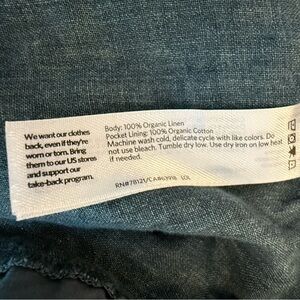 We want our clothes
back, even if they're
worn or torn. Bring
them to our US stores
and support our
take-back program.
Body: 100% Organic Linen
Pocket Lining: 100% Organic Cotton
Machine wash cold, delicate cycle with like colors. Do
not use bleach. Tumble dry low. Use dry iron on low heat
if needed.